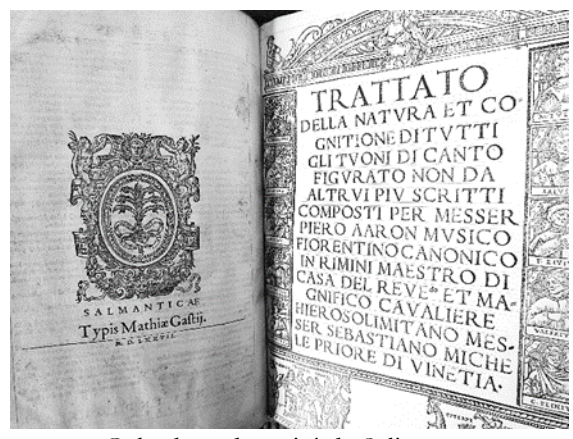 SALMANTICAE
Typis Mathiæ Gastij.
TRATTATO
DELLA NATVRA ET CO-
GNITIONE DI TVTTI
GLI TVONI DI CANTO
FIGVRATO NON DA
ALTRVI PIV SCRITTI
COMPOSTI PER MESSER
PIERO AARON MVSICO
FIORENTINO CANONICO
IN RIMINI MAESTRO DI
CASA DEL REVE. ET MA-
GNIFICO CAVALIERE
HIEROSOLIMITANO MES-
SER SEBASTIANO MICHE
LE PRIORE DI VINETIA.